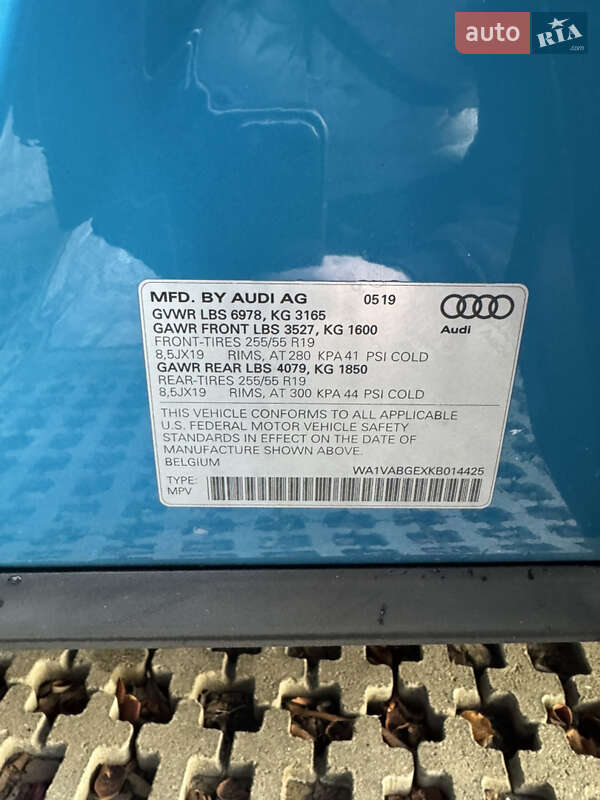 auto RIA.com
MFD. BY AUDI AG 0519
GVWR LBS 6978, KG 3165
GAWR FRONT LBS 3527, KG 1600
Audi
FRONT-TIRES 255/55 R19
8,5JX19 RIMS, AT 280 KPA 41 PSI COLD
GAWR REAR LBS 4079, KG 1850
REAR-TIRES 255/55 R19
8,5JX19 RIMS, AT 300 KPA 44 PSI COLD
THIS VEHICLE CONFORMS TO ALL APPLICABLE
U.S. FEDERAL MOTOR VEHICLE SAFETY
STANDARDS IN EFFECT ON THE DATE OF
MANUFACTURE SHOWN ABOVE.
BELGIUM WA1VABGEXKB014425
TYPE:
MPV